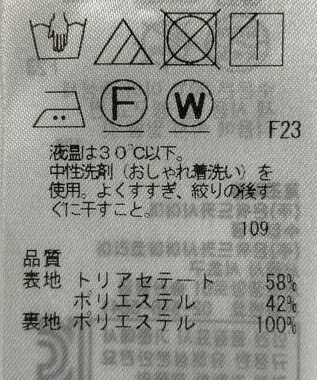 F W
F23
液温は30℃以下。
中性洗剤（おしゃれ着洗い）を
使用。よくすすぎ、絞りの後す
ぐに干すこと。
109
品質
表地 トリアセテート 58%
ポリエステル 42%
裏地 ポリエステル 100%